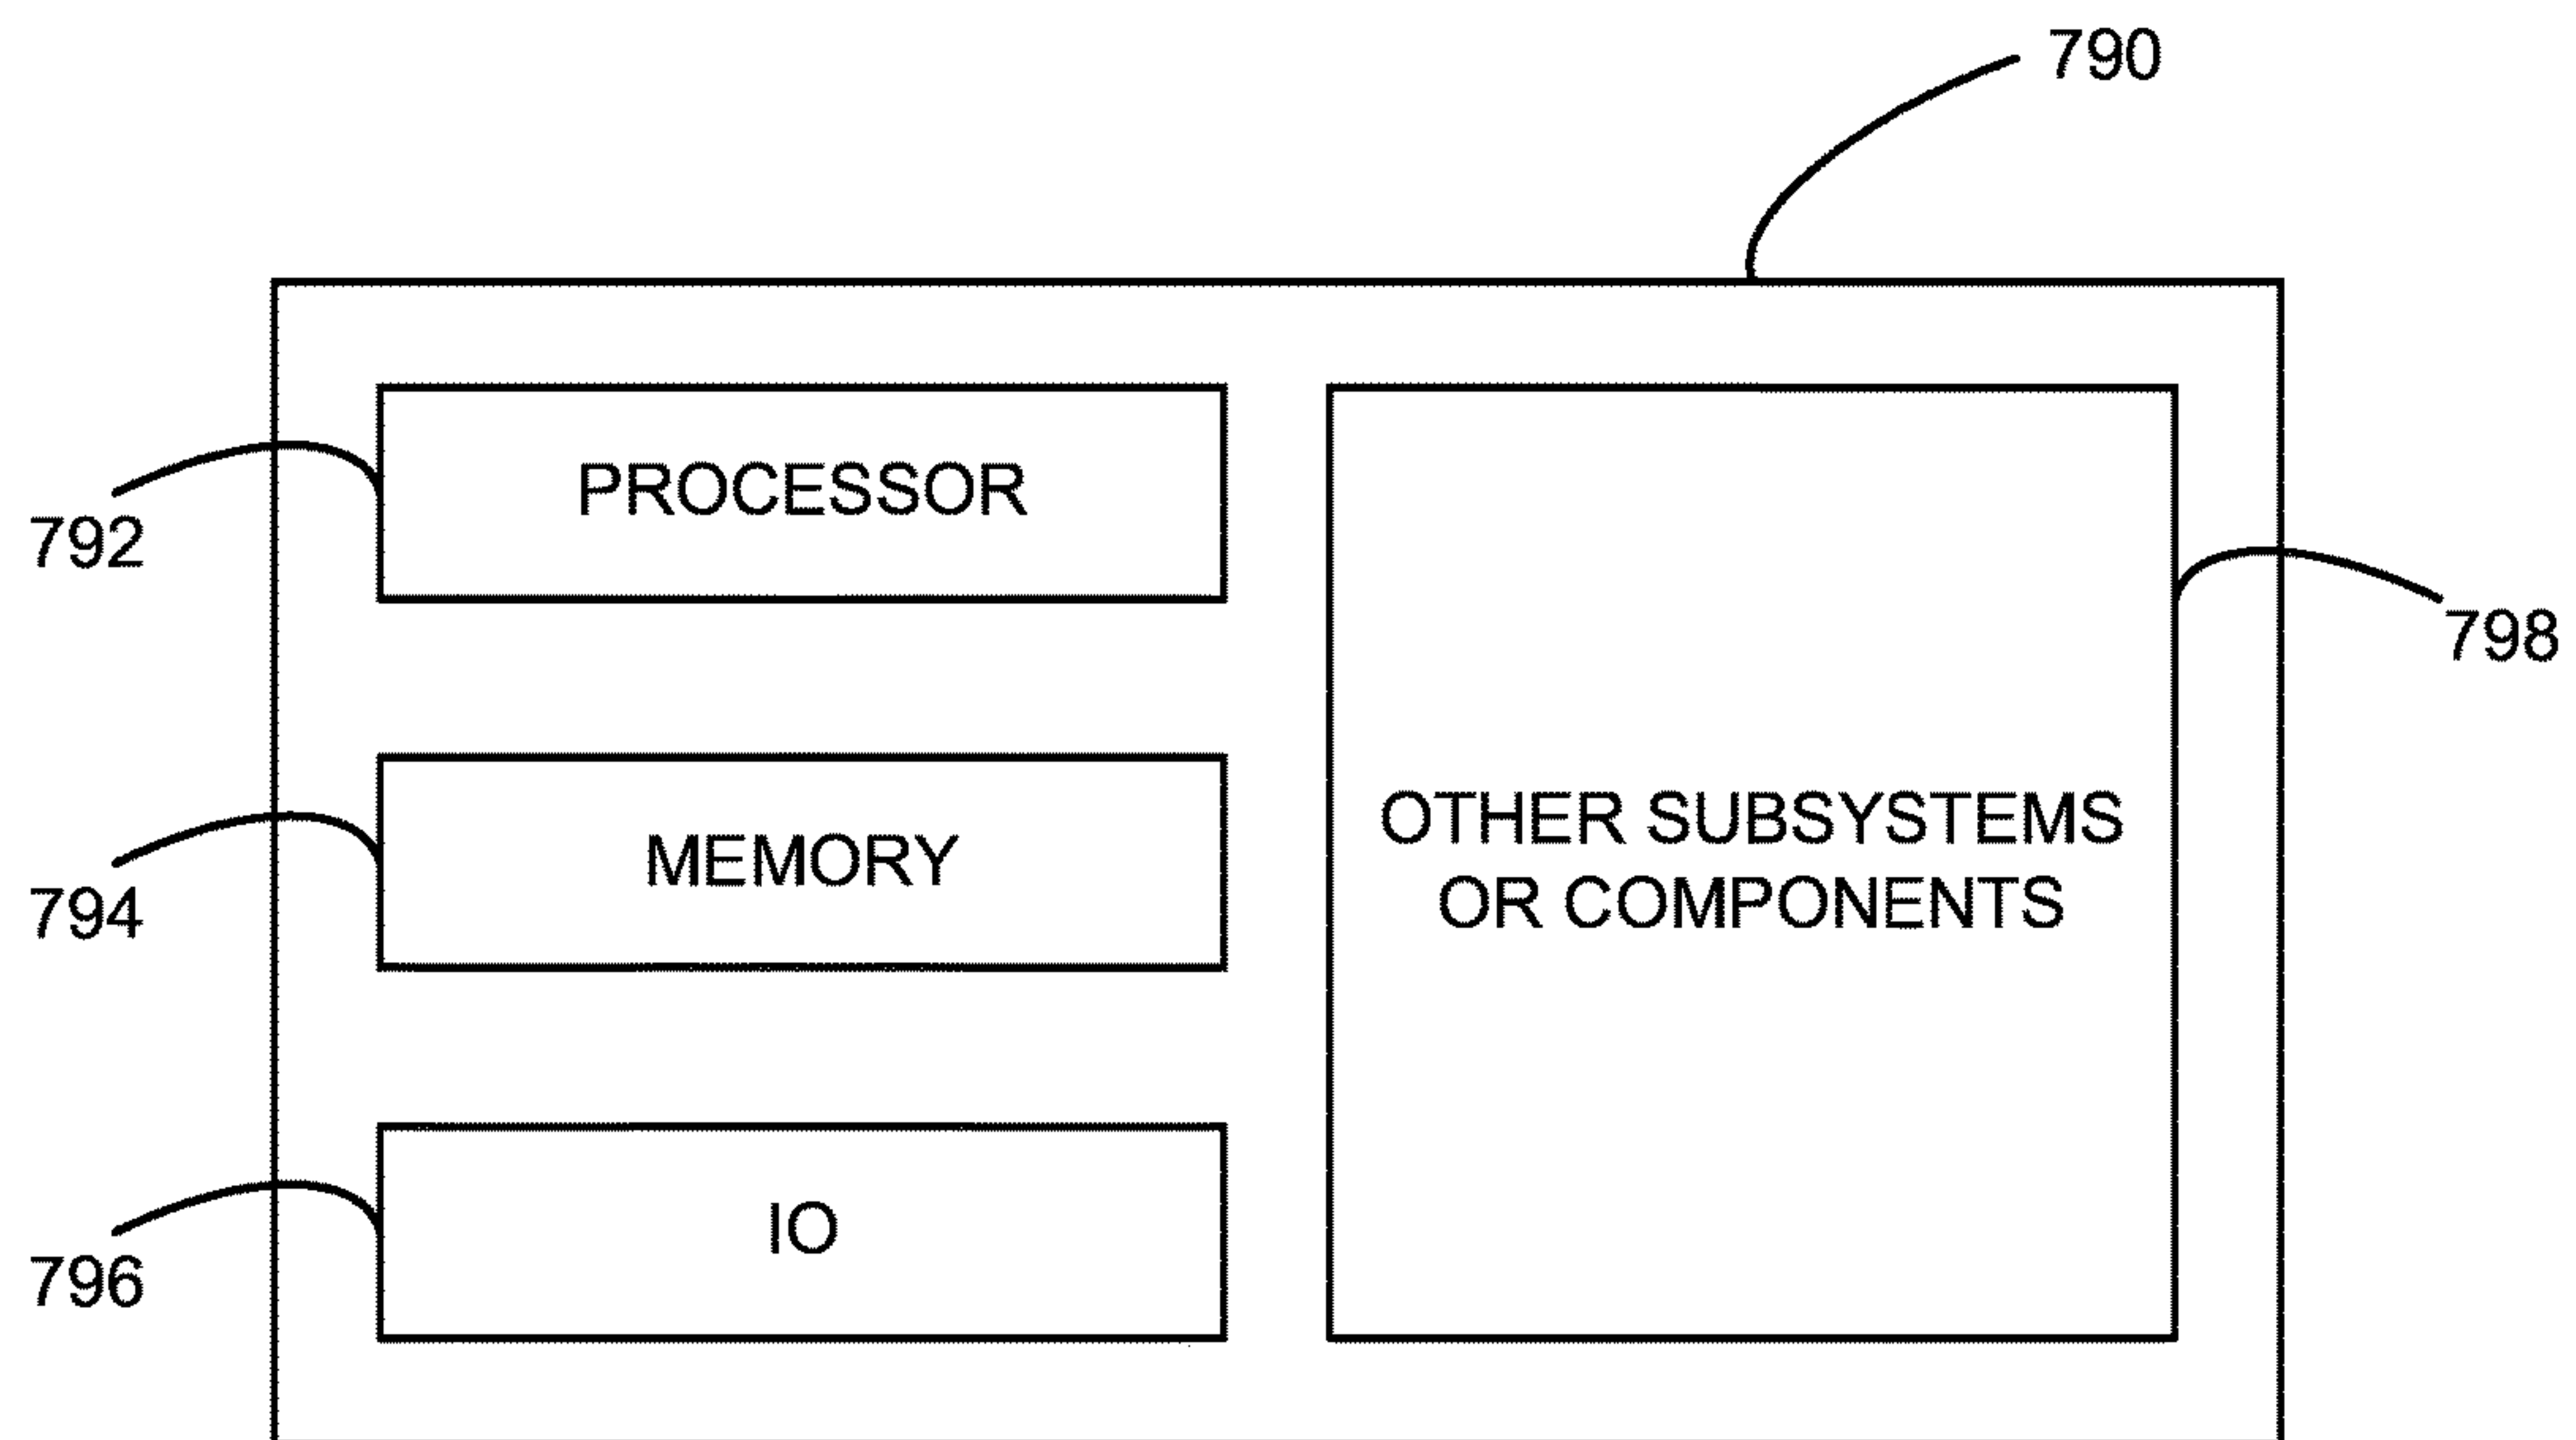 790
PROCESSOR
792
798
MEMORY
OTHER SUBSYSTEMS
OR COMPONENTS
794
IO
796